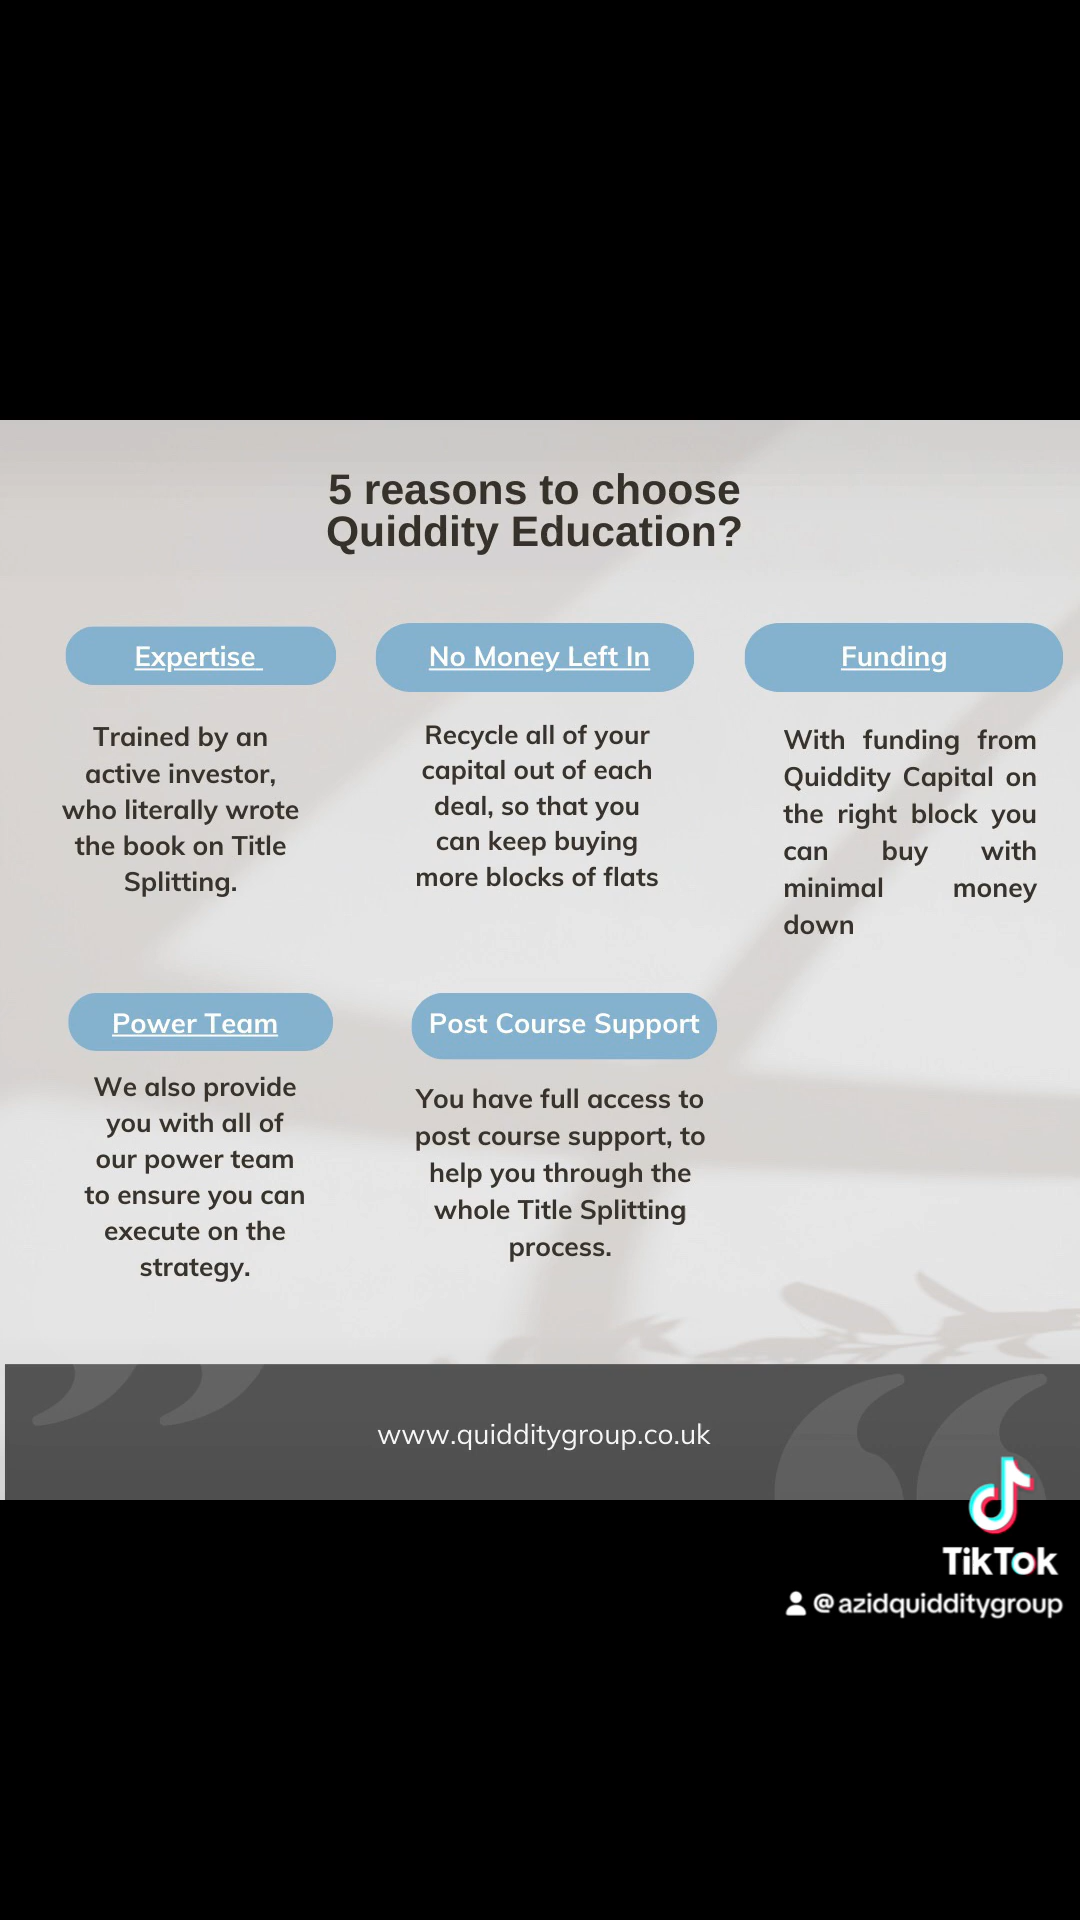 5 reasons to choose
Quiddity Education?
Expertise
Trained by an
active investor,
who literally wrote
the book on Title
Splitting.
No Money Left In
Recycle all of your
capital out of each
deal, so that you
can keep buying
more blocks of flats
Funding
With funding from
Quiddity Capital on
the right block you
can buy with
minimal money
down
Power Team
We also provide
you with all of
our power team
to ensure you can
execute on the
strategy.
Post Course Support
You have full access to
post course support, to
help you through the
whole Title Splitting
process.
www.quidditygroup.co.uk
TikTok
@azidquidditygroup